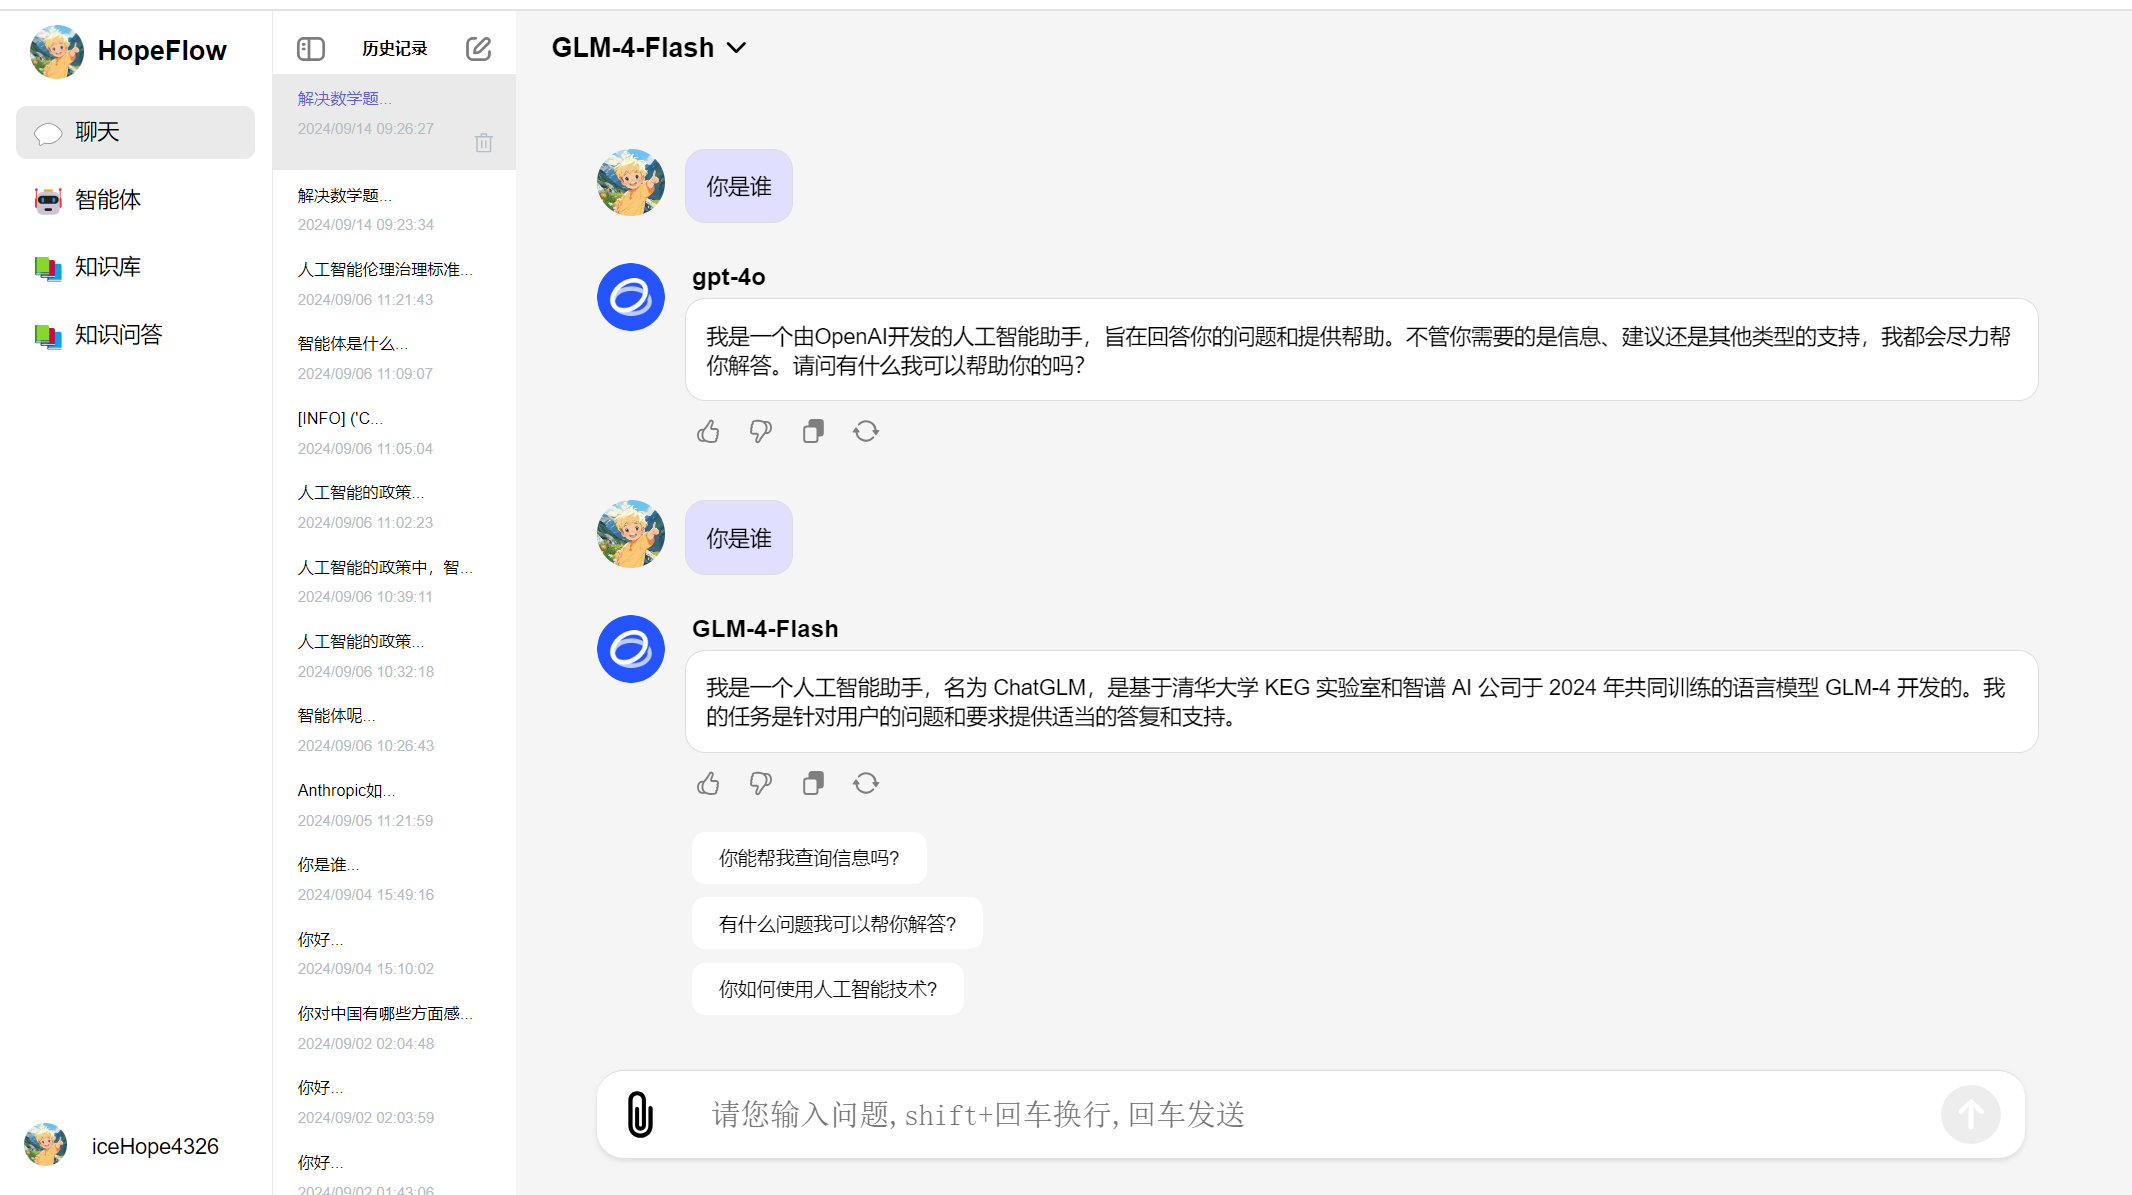 HopeFlow
聊天
智能体
知识库
知识问答
iceHope4326
历史记录
解决数学题...
2024/09/14 09:26:27
解决数学题...
2024/09/14 09:23:34
人工智能伦理治理标准...
2024/09/06 11:21:43
智能体是什么...
2024/09/06 11:09:07
[INFO] ('C...
2024/09/06 11:05:04
人工智能的政策...
2024/09/06 11:02:23
人工智能的政策中，智...
2024/09/06 10:39:11
人工智能的政策...
2024/09/06 10:32:18
智能体呢...
2024/09/06 10:26:43
Anthropic如...
2024/09/05 11:21:59
你是谁...
2024/09/04 15:49:16
你好...
2024/09/04 15:10:02
你对中国有哪些方面感...
2024/09/02 02:04:48
你好...
2024/09/02 02:03:59
你好...
2024/09/02 01:43:06
GLM-4-Flash
你是谁
gpt-4o
我是一个由OpenAI开发的人工智能助手，旨在回答你的问题和提供帮助。不管你需要的是信息、建议还是其他类型的支持，我都会尽力帮
你解答。请问有什么我可以帮助你的吗？
你是谁
GLM-4-Flash
我是一个人工智能助手，名为 ChatGLM，是基于清华大学 KEG 实验室和智谱 AI 公司于 2024 年共同训练的语言模型 GLM-4 开发的。我
的任务是针对用户的问题和要求提供适当的答复和支持。
你能帮我查询信息吗?
有什么问题我可以帮你解答?
你如何使用人工智能技术?
请您输入问题,shift+回车换行,回车发送